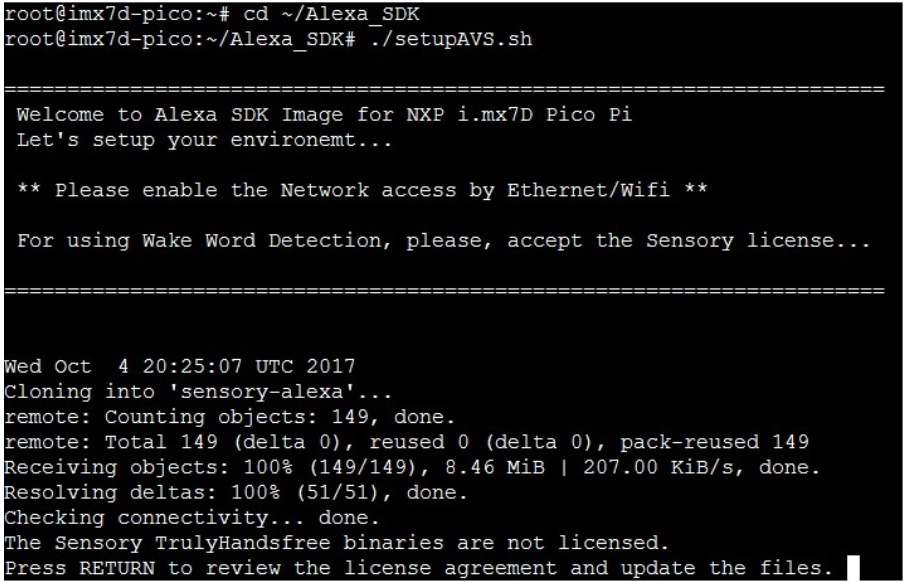 root@imx7d-pico:~# cd ~/Alexa_SDK
root@imx7d-pico:~/Alexa_SDK# ./setupAVS.sh
======================================================================
Welcome to Alexa SDK Image for NXP i.mx7D Pico Pi
Let's setup your environemt...
** Please enable the Network access by Ethernet/Wifi **
For using Wake Word Detection, please, accept the Sensory license...
======================================================================
Wed Oct  4 20:25:07 UTC 2017
Cloning into 'sensory-alexa'...
remote: Counting objects: 149, done.
remote: Total 149 (delta 0), reused 0 (delta 0), pack-reused 149
Receiving objects: 100% (149/149), 8.46 MiB | 207.00 KiB/s, done.
Resolving deltas: 100% (51/51), done.
Checking connectivity... done.
The Sensory TrulyHandsfree binaries are not licensed.
Press RETURN to review the license agreement and update the files.